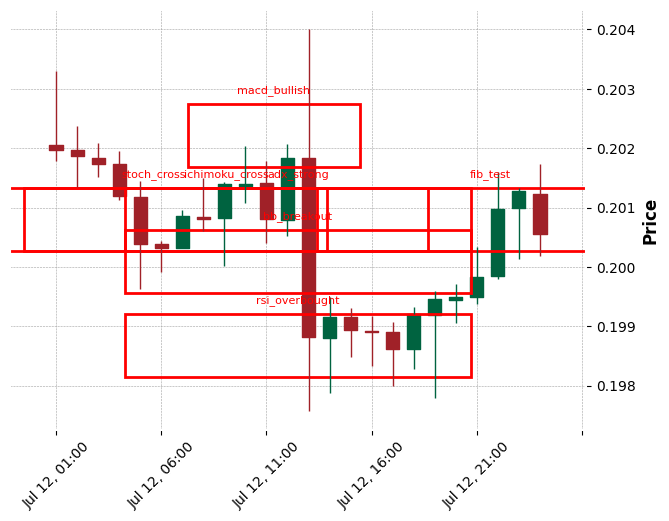 0.204
macd_bullish
0.203
0.202
stoch_cross
ichimoku_cross
adx_strong
fib_test
0.201
0.200
rsi_overbought
0.199
0.198
Price
Jul 12, 01:00
Jul 12, 06:00
Jul 12, 11:00
Jul 12, 16:00
Jul 12, 21:00